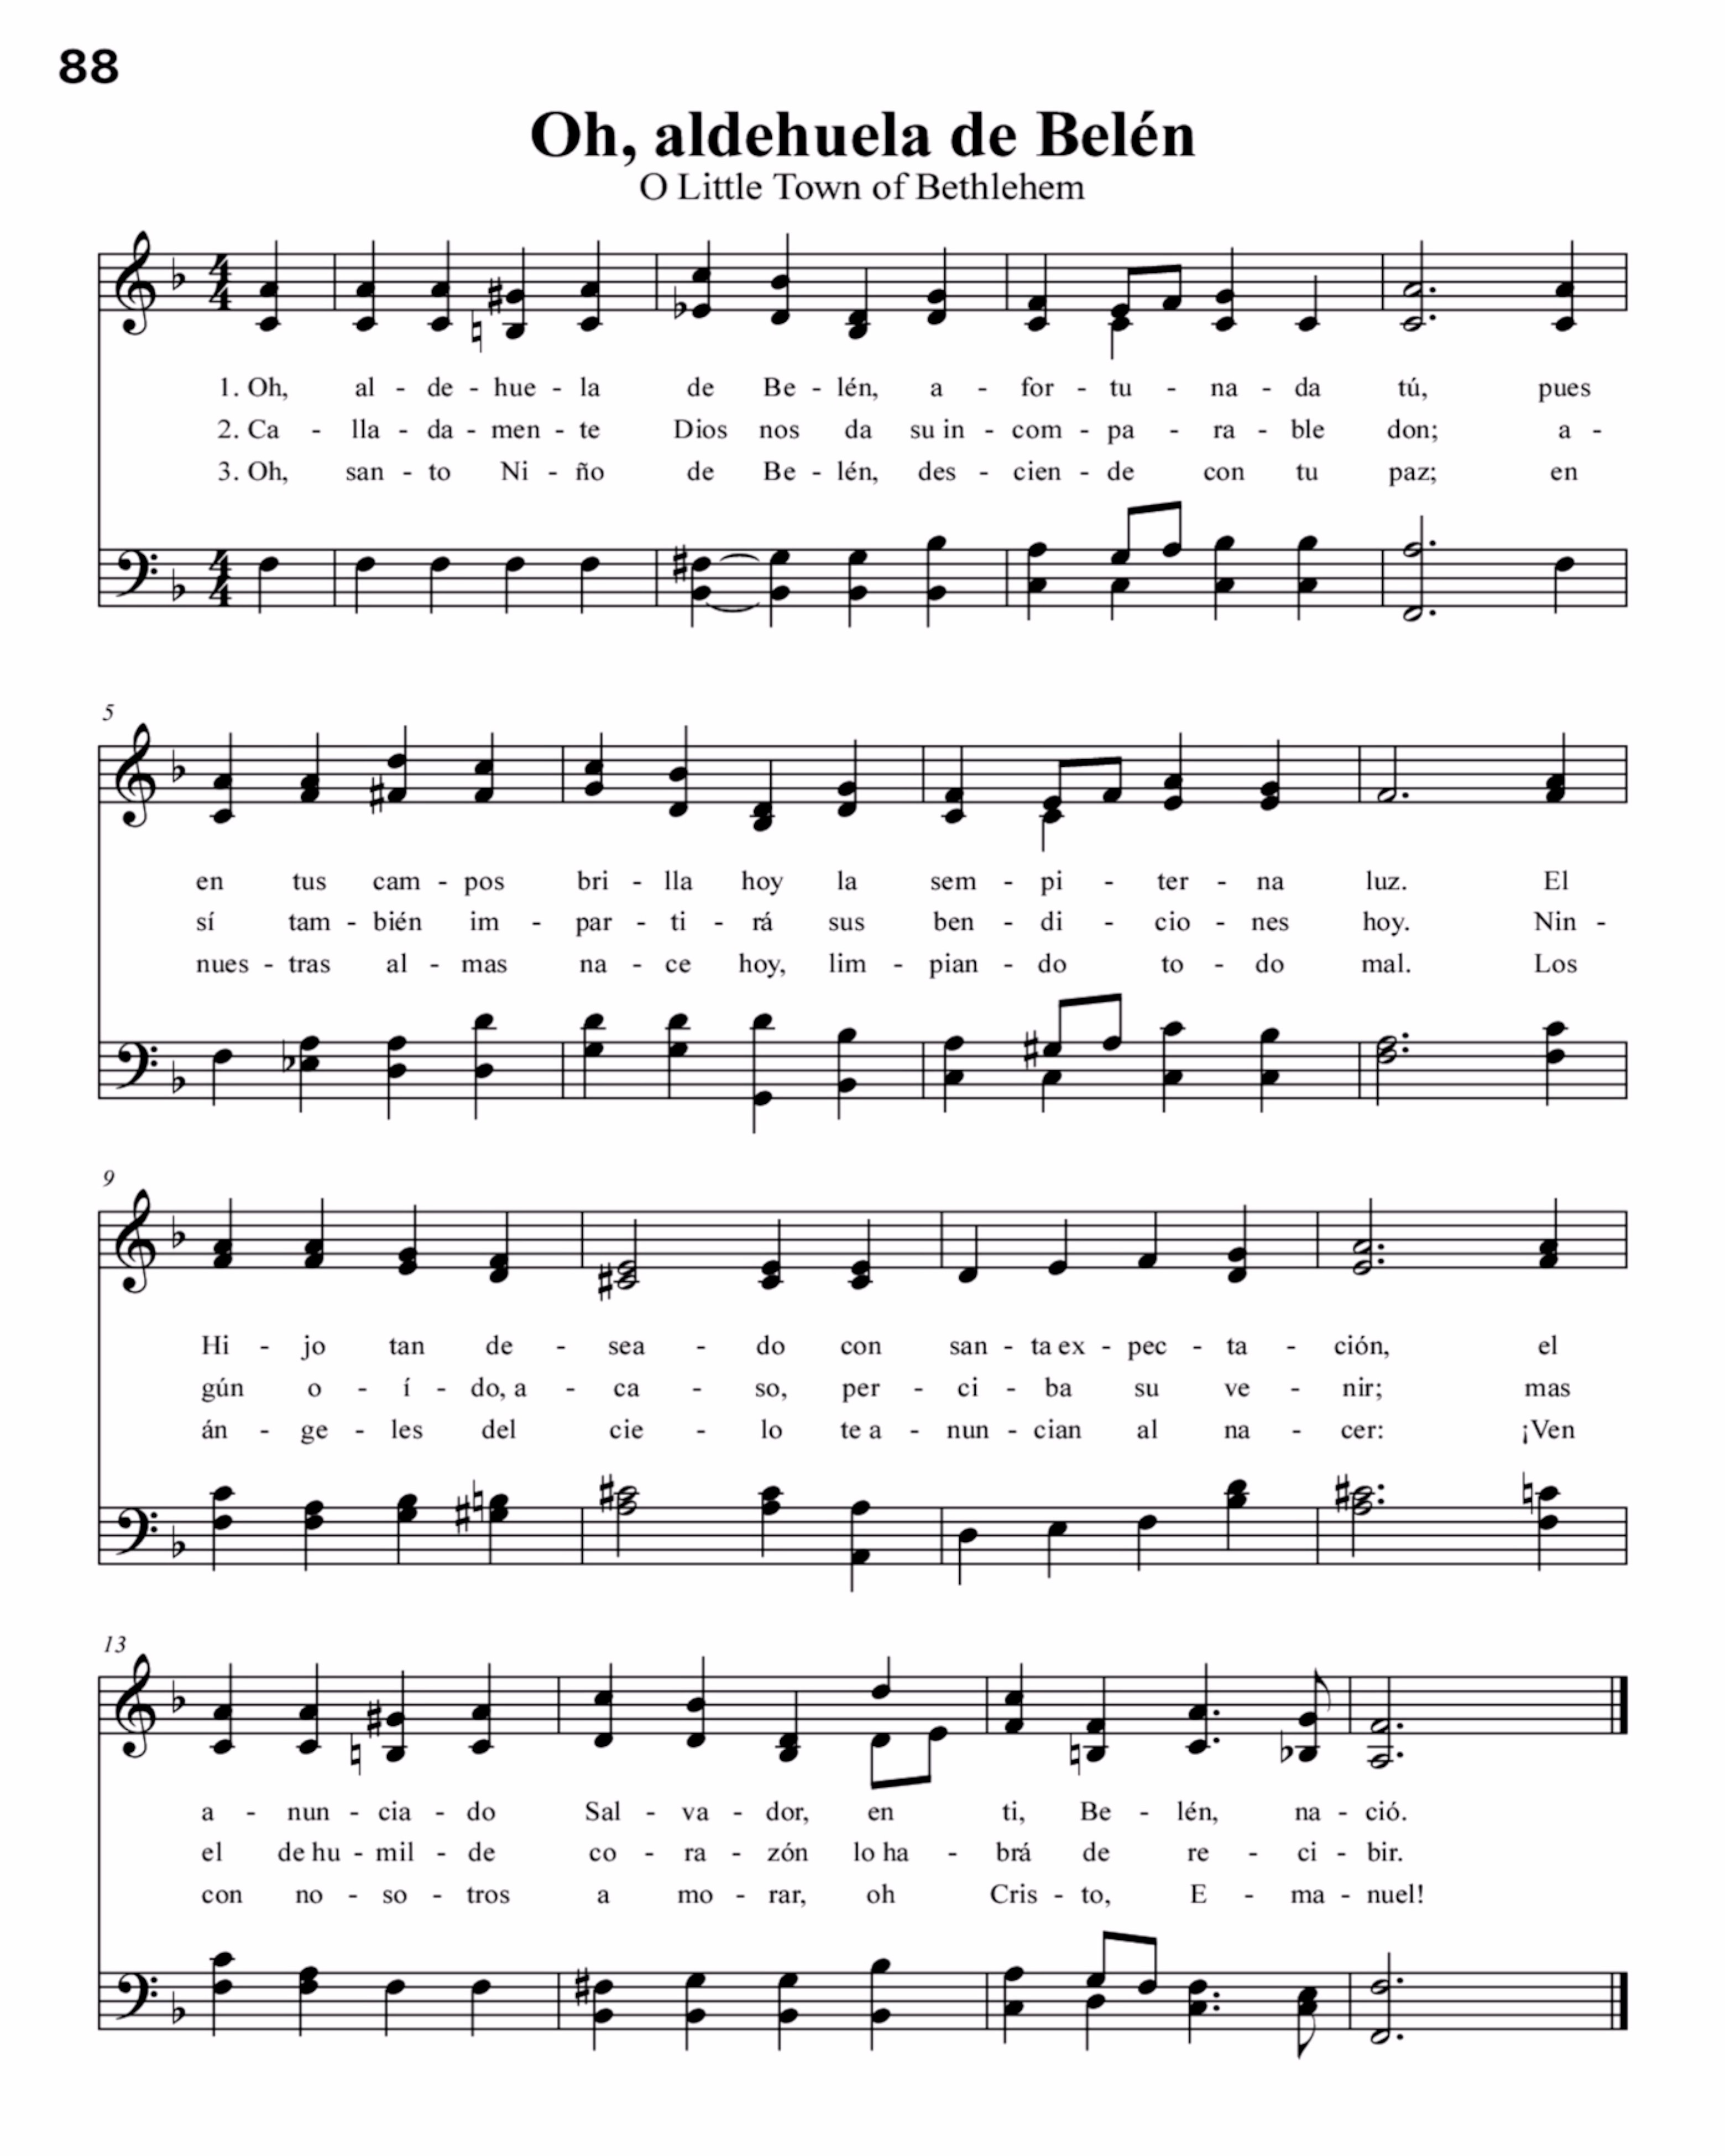 88
Oh, aldehuela de Belén
O Little Town of Bethlehem
1. Oh, al - de - hue - la de Be - lén, a - for - tu - na - da tú, pues
2. Ca - lla - da - men - te Dios nos da su in - com - pa - ra - ble don; a -
3. Oh, san - to Ni - ño de Be - lén, des - cien - de con tu paz; en
5
en tus cam - pos bri - lla hoy la sem - pi - ter - na luz. El
sí tam - bién im - par - ti - rá sus ben - di - cio - nes hoy. Nin -
nues - tras al - mas na - ce hoy, lim - pian - do to - do mal. Los
9
Hi - jo tan de - sea - do con san - ta ex - pec - ta - ción, el
gún o - í - do, a - ca - so, per - ci - ba su ve - nir; mas
án - ge - les del cie - lo te a - nun - cian al na - cer: ¡Ven
13
a - nun - cia - do Sal - va - dor, en ti, Be - lén, na - ció.
el de hu - mil - de co - ra - zón lo ha - brá de re - ci - bir.
con no - so - tros a mo - rar, oh Cris - to, E - ma - nuel!